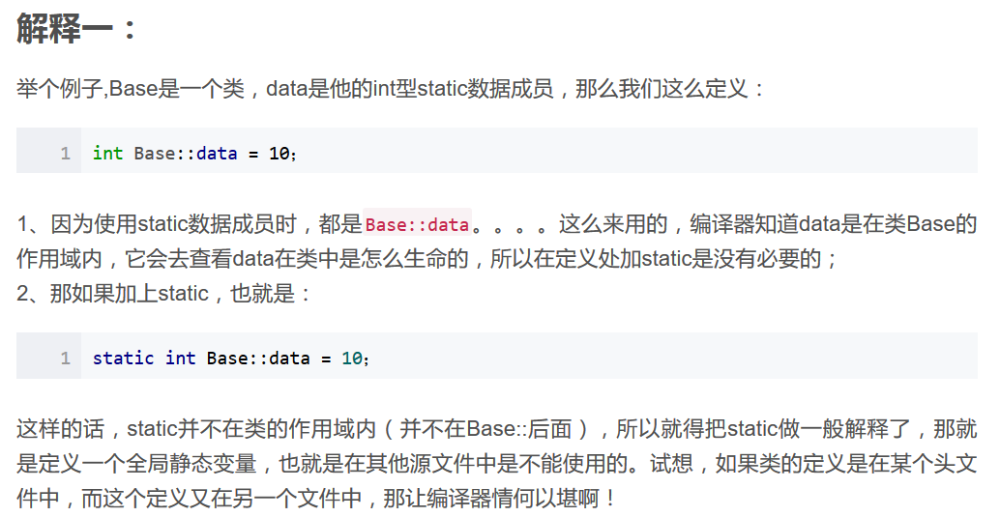 解释一：
举个例子,Base是一个类，data是他的int型static数据成员，那么我们这么定义：
1 int Base::data = 10;
1、因为使用static数据成员时，都是Base::data。。。。这么来用的，编译器知道data是在类Base的
作用域内，它会去查看data在类中是怎么生命的，所以在定义处加static是没有必要的；
2、那如果加上static，也就是：
1 static int Base::data = 10;
这样的话，static并不在类的作用域内（并不在Base::后面），所以就得把static做一般解释了，那就
是定义一个全局静态变量，也就是在其他源文件中是不能使用的。试想，如果类的定义是在某个头文
件中，而这个定义又在另一个文件中，那让编译器情何以堪啊！